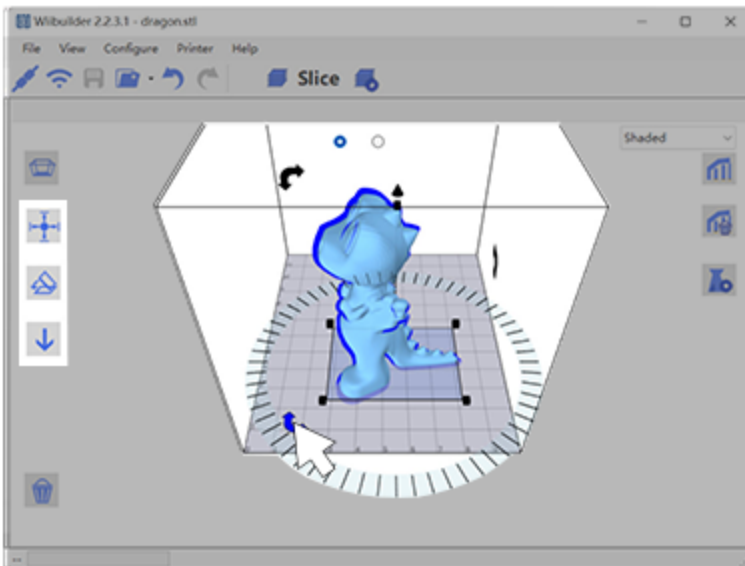 Wiibuilder 2.2.3.1 - dragon.stl
File View Configure Printer Help
Slice
Shaded